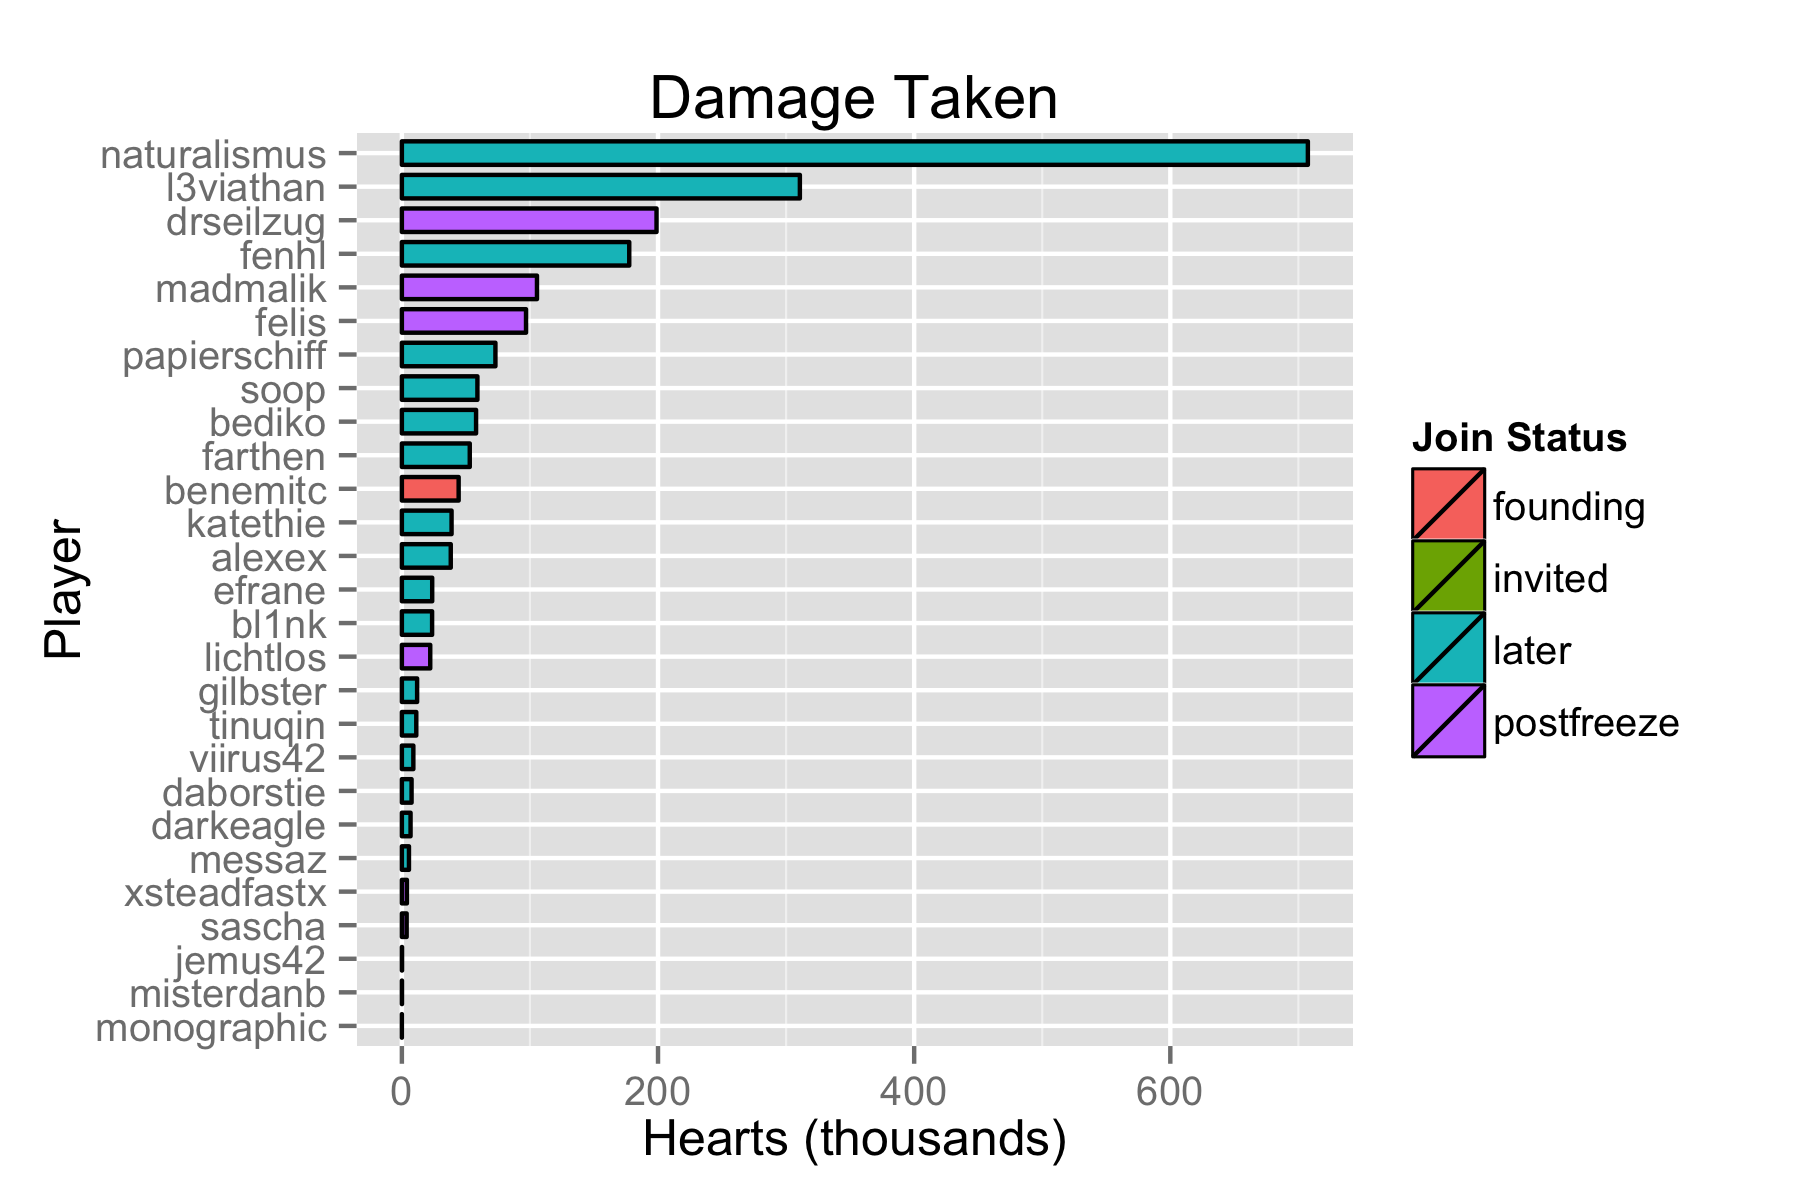 Damage Taken
naturalismus
l3viathan
drseilzug
fenhl
madmalik
felis
papierschiff
soop
bediko
farthen
benemitc
katethie
alexex
efrane
bl1nk
lichtlos
gilbster
tinuqin
viirus42
daborstie
darkeagle
messaz
xsteadfastx
sascha
jemus42
misterdanb
monographic
Player
0 200 400 600
Hearts (thousands)
Join Status
founding
invited
later
postfreeze